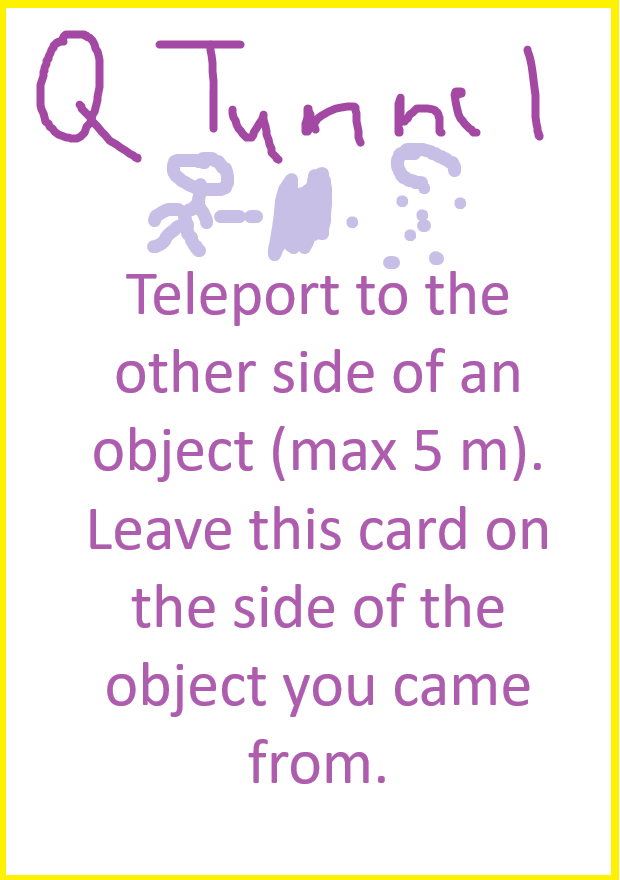 Q Tunnel
Teleport to the
other side of an
object (max 5 m).
Leave this card on
the side of the
object you came
from.